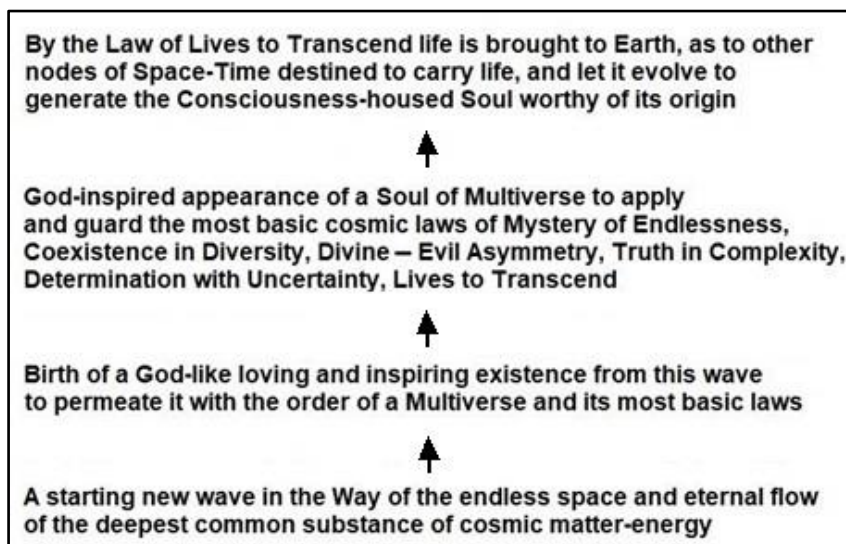 By the Law of Lives to Transcend life is brought to Earth, as to other
nodes of Space-Time destined to carry life, and let it evolve to
generate the Consciousness-housed Soul worthy of its origin
God-inspired appearance of a Soul of Multiverse to apply
and guard the most basic cosmic laws of Mystery of Endlessness,
Coexistence in Diversity, Divine – Evil Asymmetry, Truth in Complexity,
Determination with Uncertainty, Lives to Transcend
Birth of a God-like loving and inspiring existence from this wave
to permeate it with the order of a Multiverse and its most basic laws
A starting new wave in the Way of the endless space and eternal flow
of the deepest common substance of cosmic matter-energy